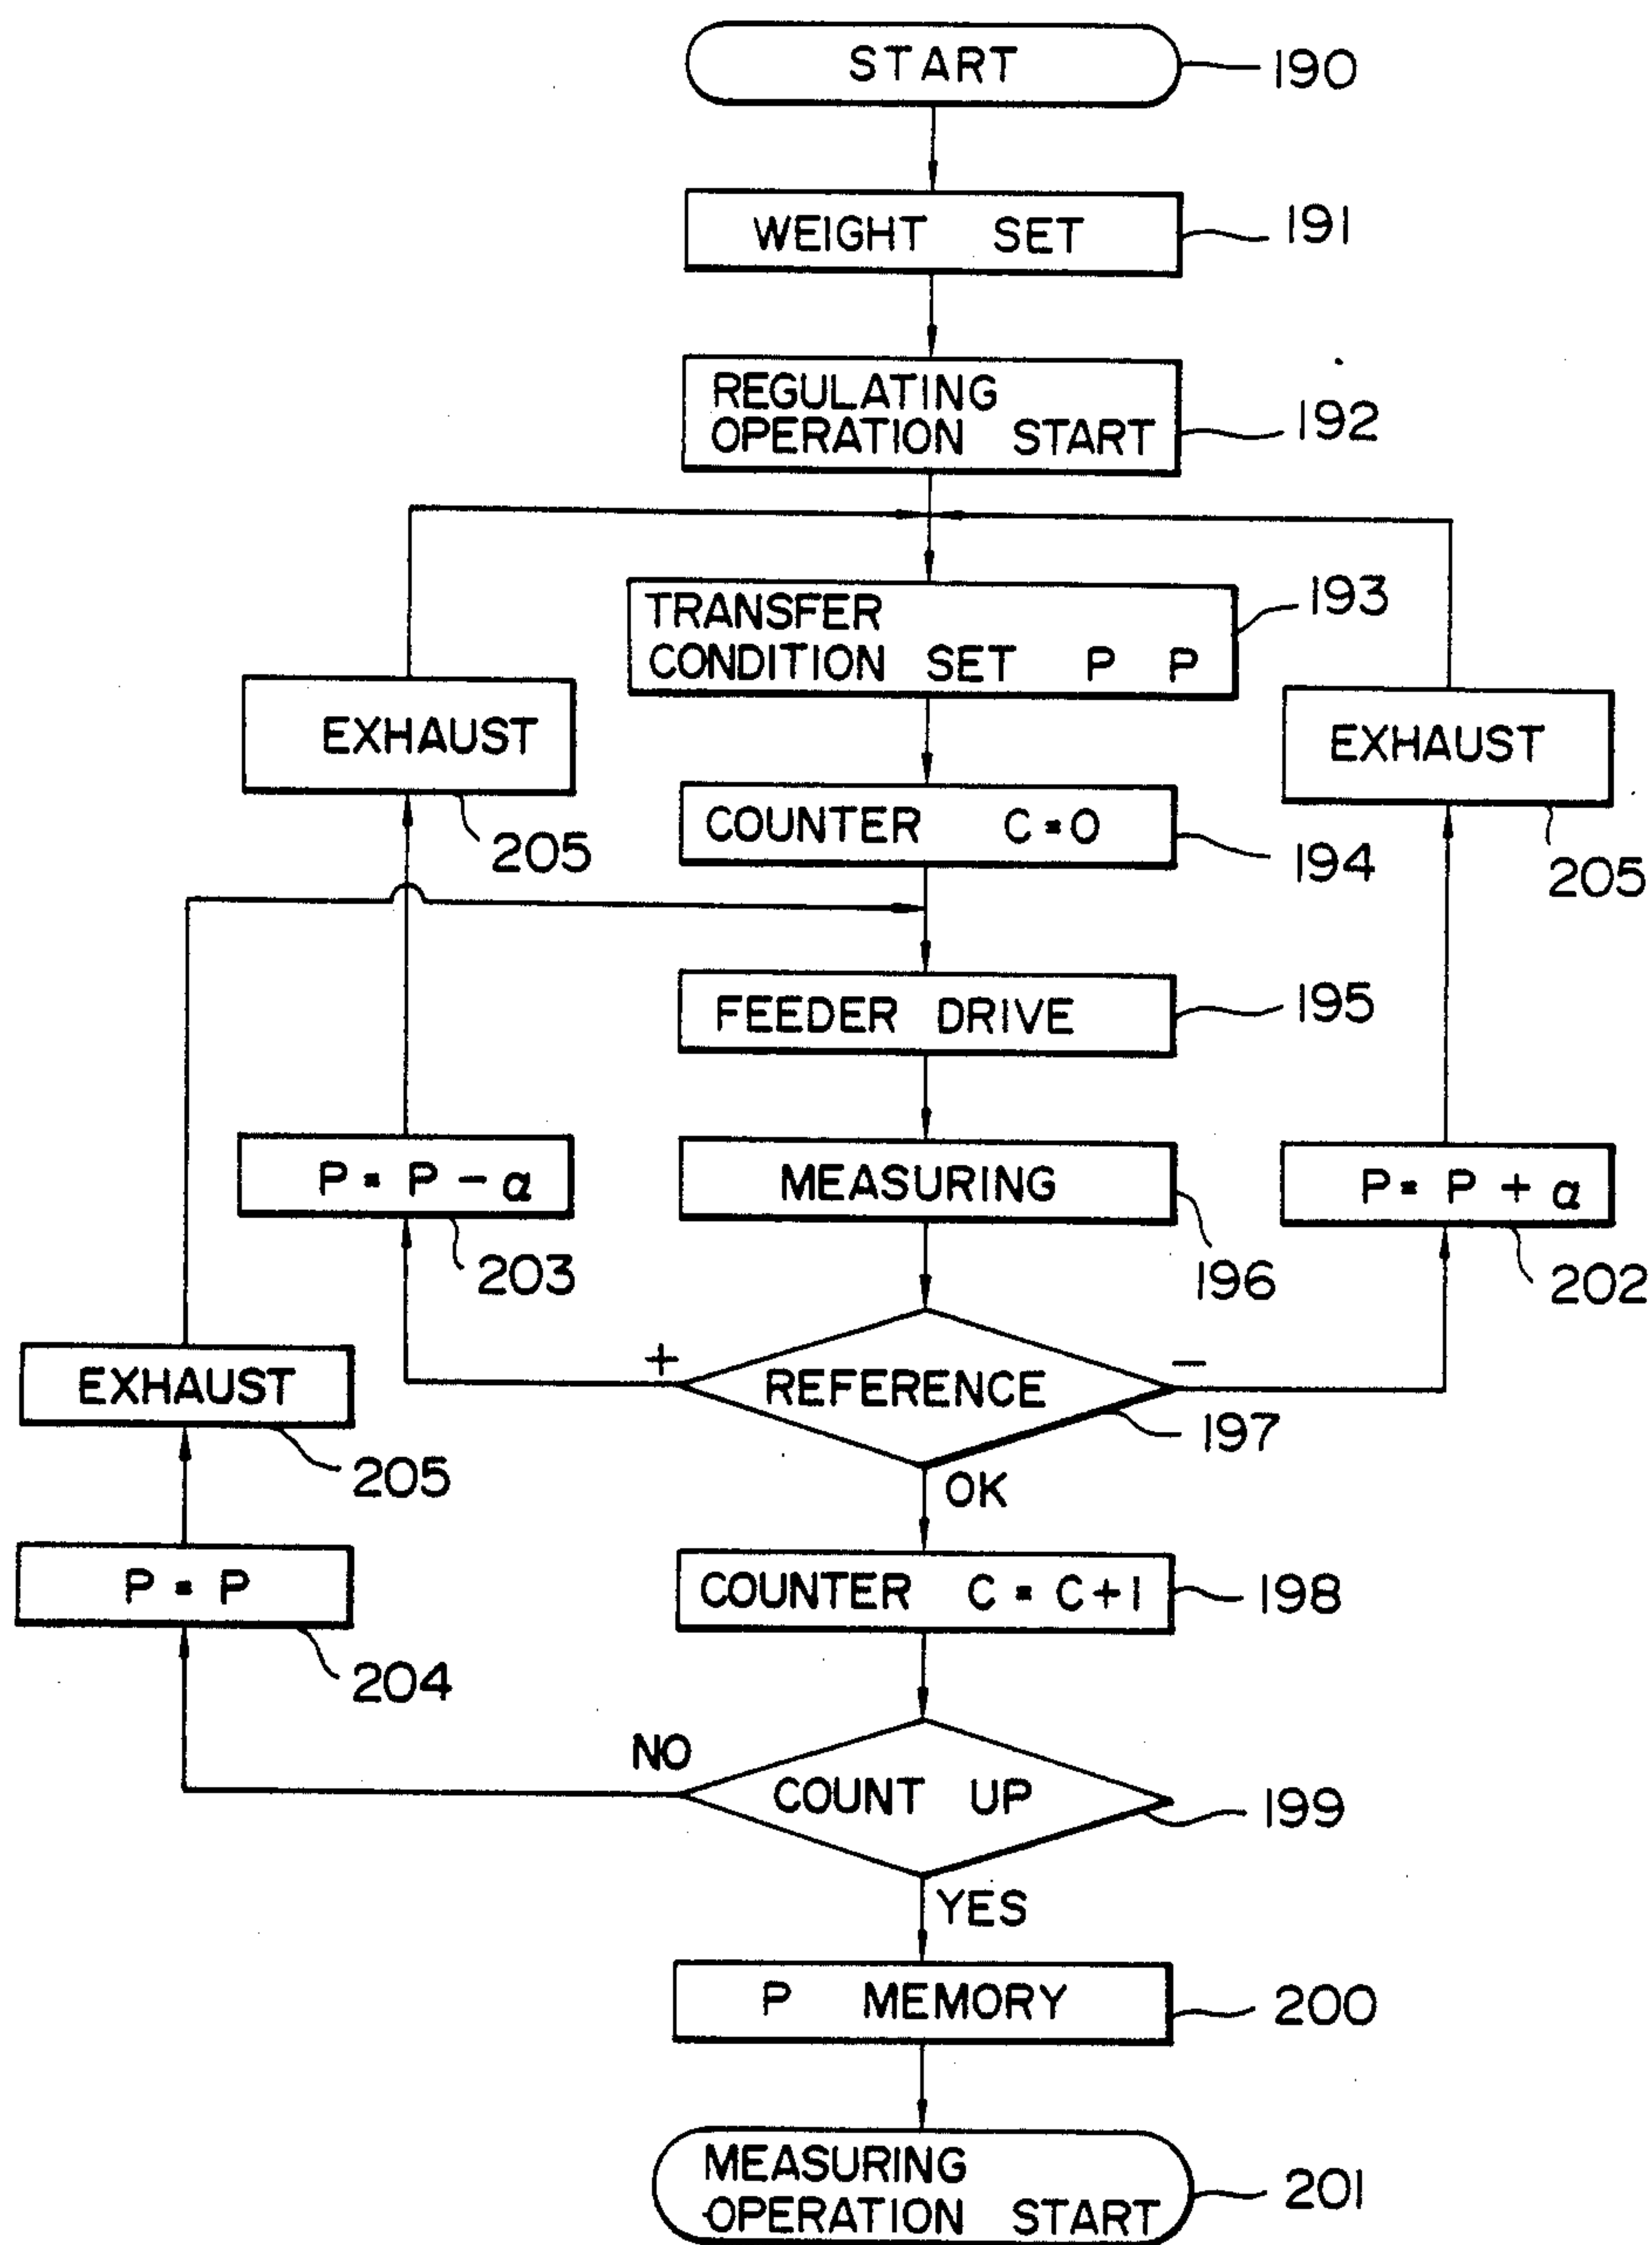 START
190
WEIGHT SET
191
REGULATING
OPERATION START
192
TRANSFER
CONDITION SET P P
193
EXHAUST
205
EXHAUST
205
COUNTER C=0
194
FEEDER DRIVE
195
P = P - α
203
MEASURING
196
P = P + α
202
EXHAUST
205
+
REFERENCE
-
197
OK
P = P
204
COUNTER C = C+1
198
NO
COUNT UP
199
YES
P MEMORY
200
MEASURING
OPERATION START
201